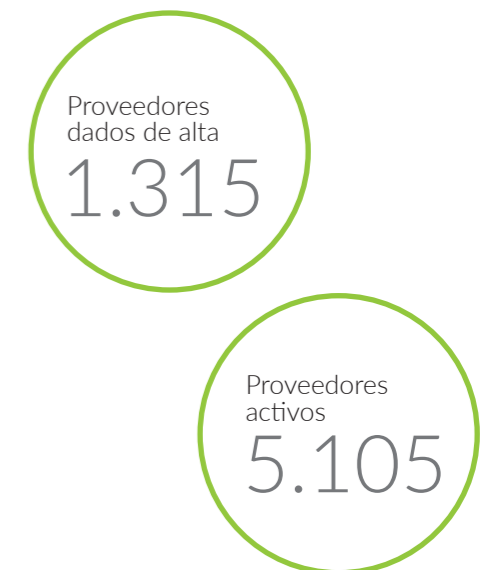 Proveedores
dados de alta
1.315
Proveedores
activos
5.105